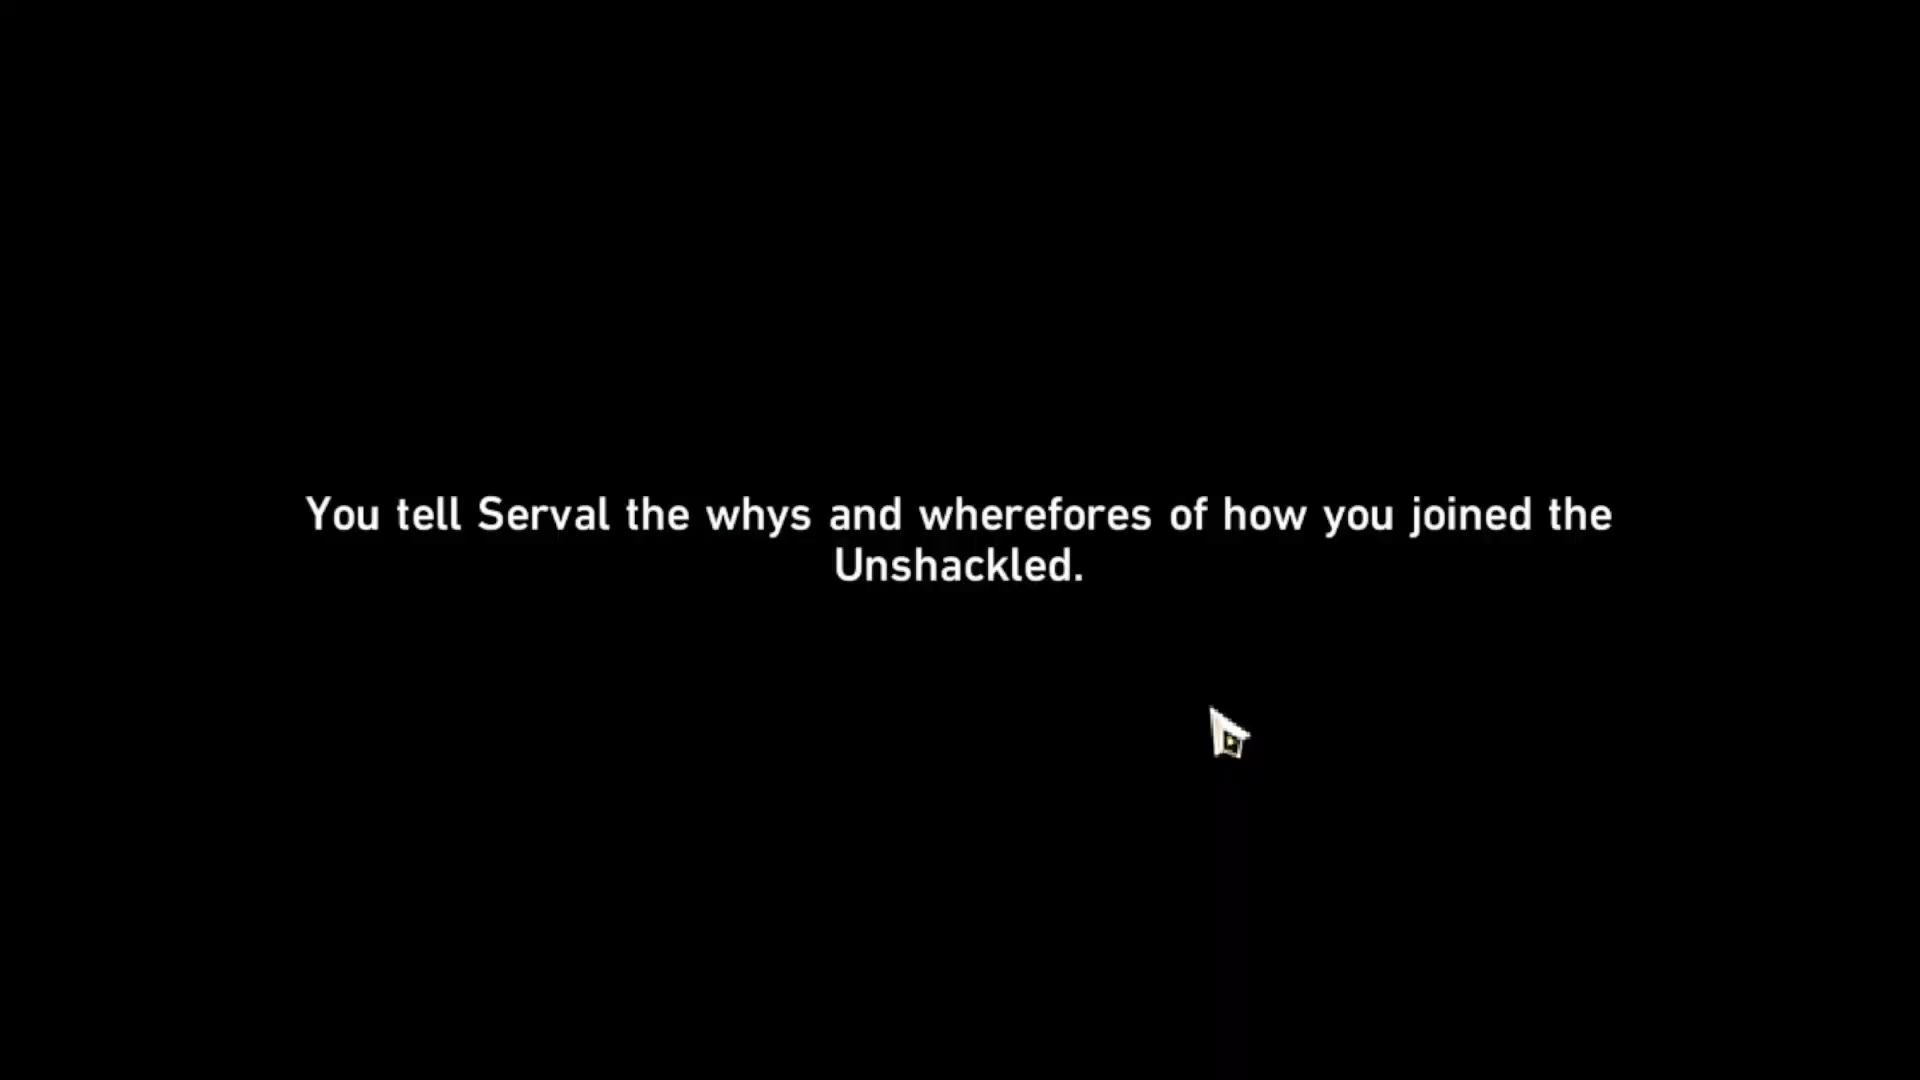 You tell Serval the whys and wherefores of how you joined the
Unshackled.